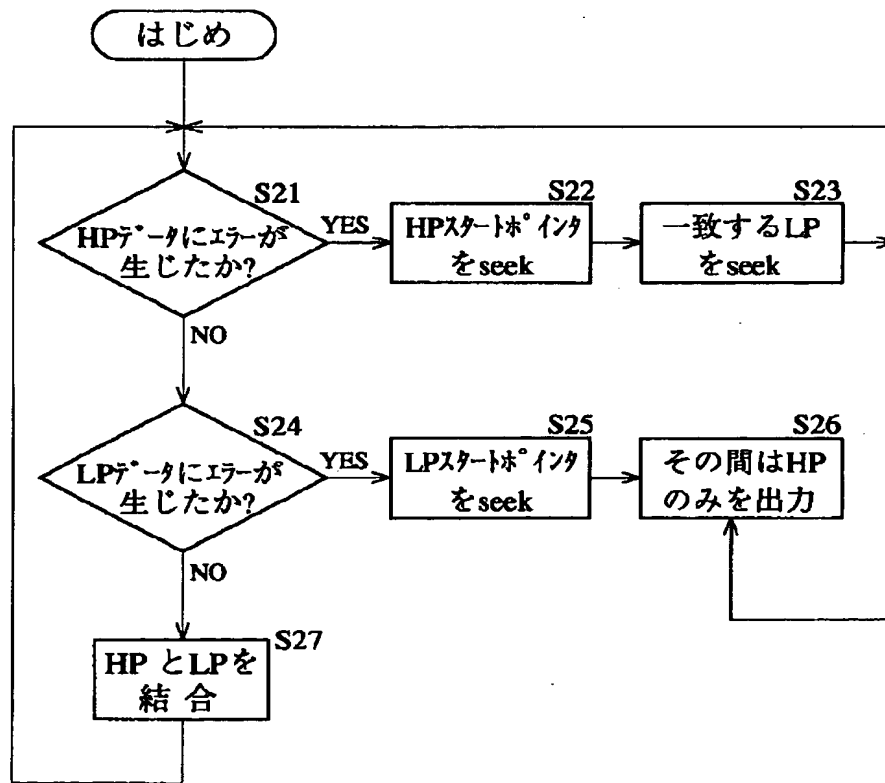 はじめ
S21
HPデータにエラーが
生じたか?
YES
NO
S22
HPスタートポインタ
をseek
S23
一致するLP
をseek
S24
LPデータにエラーが
生じたか?
YES
NO
S25
LPスタートポインタ
をseek
S26
その間はHP
のみを出力
S27
HP とLPを
結 合